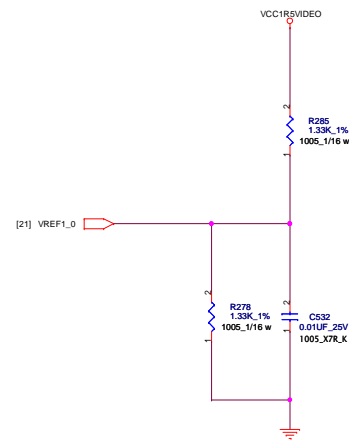 VCC1R5VIDEO
2
R285
1.33K_1%
1005_1/16 w
1
[21] VREF1_0
2
R278
1.33K_1%
1005_1/16 w
1
2
C532
0.01UF_25V
1
1005_X7R_K